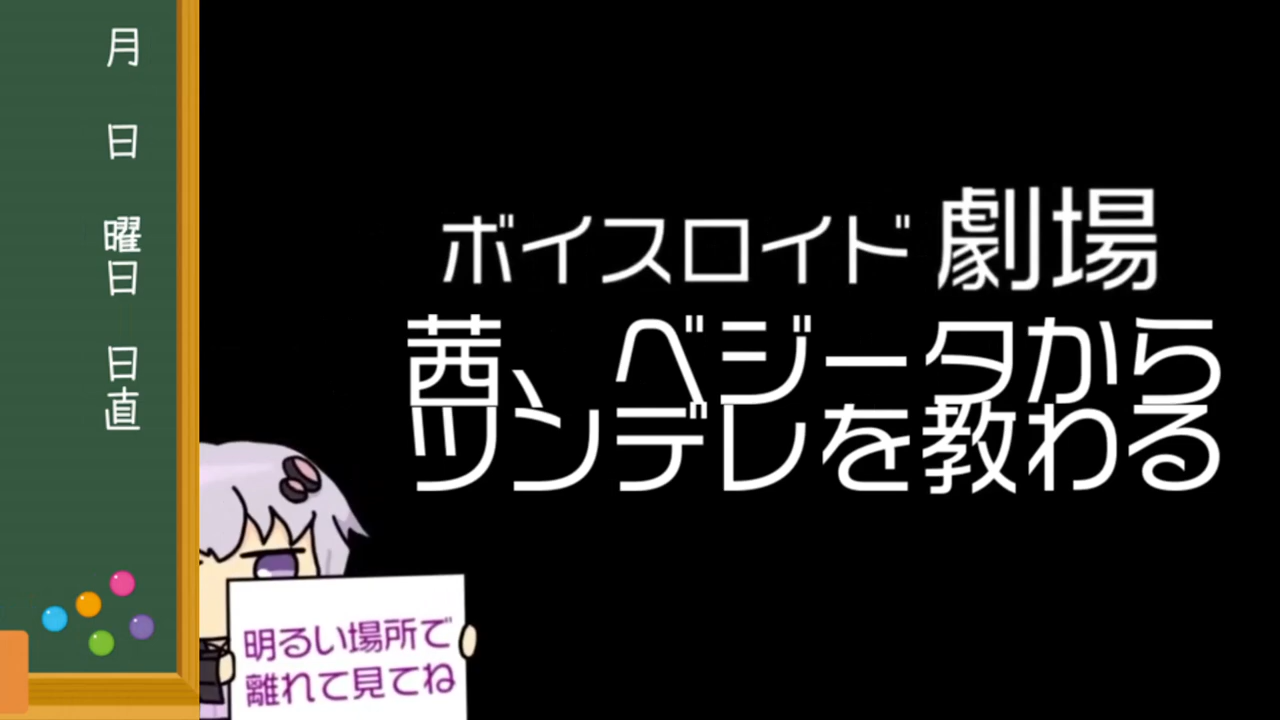 月
日
曜日
日直
ボイスロイド劇場
茜、ベジータから
ツンデレを教わる
明るい場所で
離れて見てね